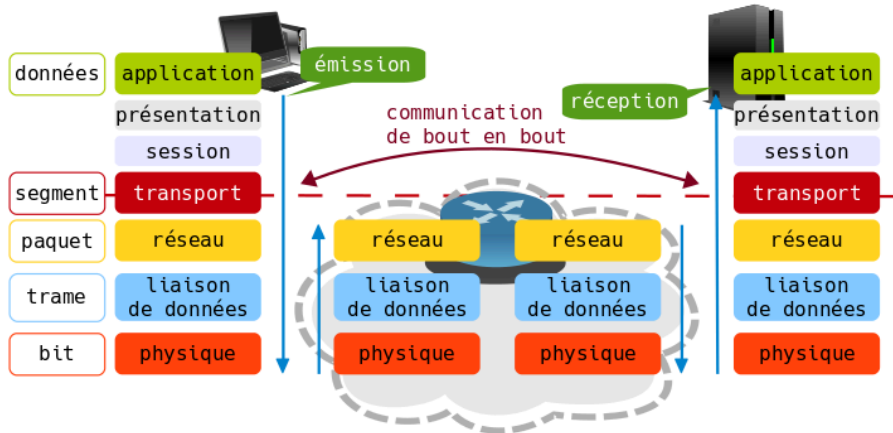 données
application
émission
réception
application
présentation
communication
de bout en bout
présentation
session
session
segment
transport
transport
paquet
réseau
réseau
réseau
réseau
trame
liaison
de données
liaison
de données
liaison
de données
liaison
de données
bit
physique
physique
physique
physique